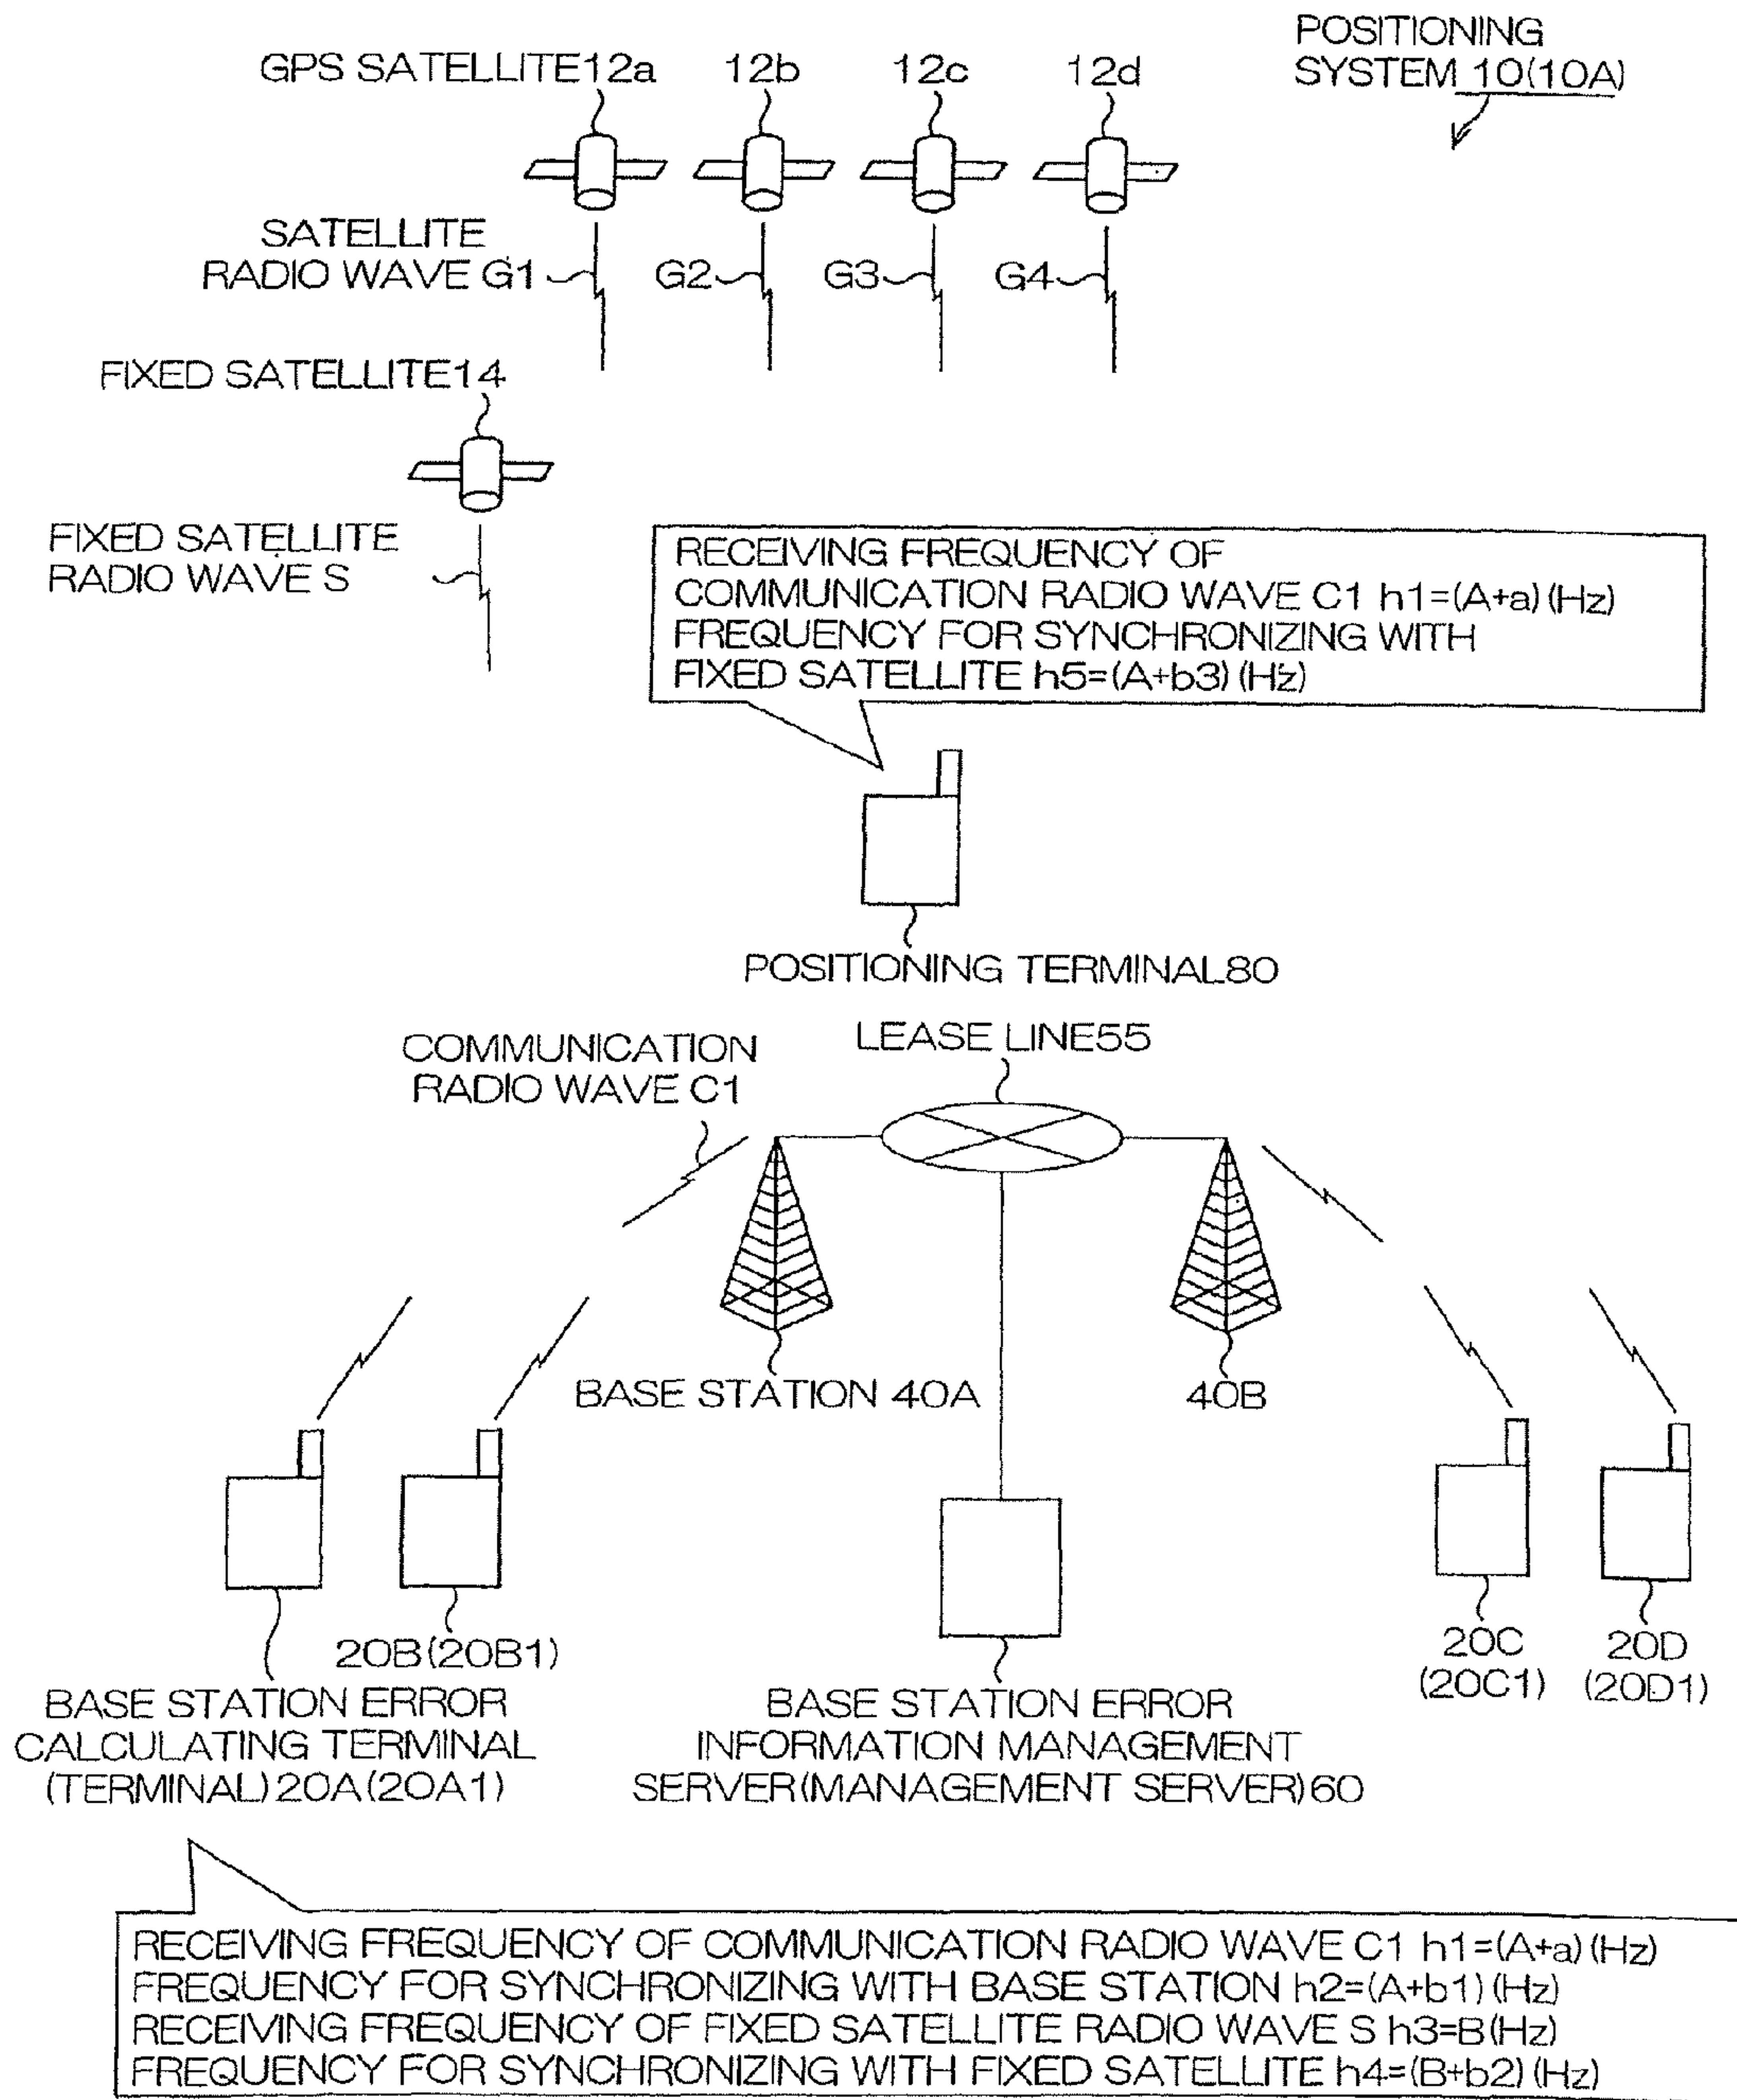 POSITIONING
SYSTEM 10(10A)
GPS SATELLITE12a 12b 12c 12d
SATELLITE
RADIO WAVE G1 G2 G3 G4
FIXED SATELLITE14
FIXED SATELLITE
RADIO WAVE S
RECEIVING FREQUENCY OF
COMMUNICATION RADIO WAVE C1 h1=(A+a)(Hz)
FREQUENCY FOR SYNCHRONIZING WITH
FIXED SATELLITE h5=(A+b3)(Hz)
POSITIONING TERMINAL80
LEASE LINE55
COMMUNICATION
RADIO WAVE C1
BASE STATION 40A
40B
20B(20B1)
20C
(20C1)
20D
(20D1)
BASE STATION ERROR
CALCULATING TERMINAL
(TERMINAL)20A(20A1)
BASE STATION ERROR
INFORMATION MANAGEMENT
SERVER(MANAGEMENT SERVER)60
RECEIVING FREQUENCY OF COMMUNICATION RADIO WAVE C1 h1=(A+a)(Hz)
FREQUENCY FOR SYNCHRONIZING WITH BASE STATION h2=(A+b1)(Hz)
RECEIVING FREQUENCY OF FIXED SATELLITE RADIO WAVE S h3=B(Hz)
FREQUENCY FOR SYNCHRONIZING WITH FIXED SATELLITE h4=(B+b2)(Hz)